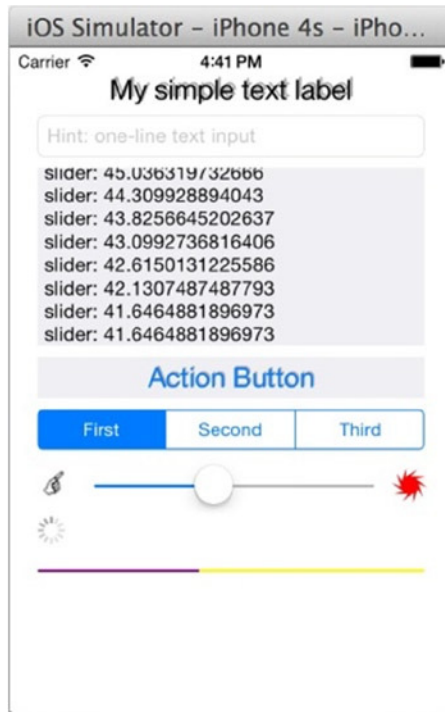 iOS Simulator – iPhone 4s – iPho...
Carrier 4:41 PM
My simple text label
Hint: one-line text input
slider: 45.036319732666
slider: 44.309928894043
slider: 43.8256645202637
slider: 43.0992736816406
slider: 42.6150131225586
slider: 42.1307487487793
slider: 41.6464881896973
slider: 41.6464881896973
Action Button
First Second Third